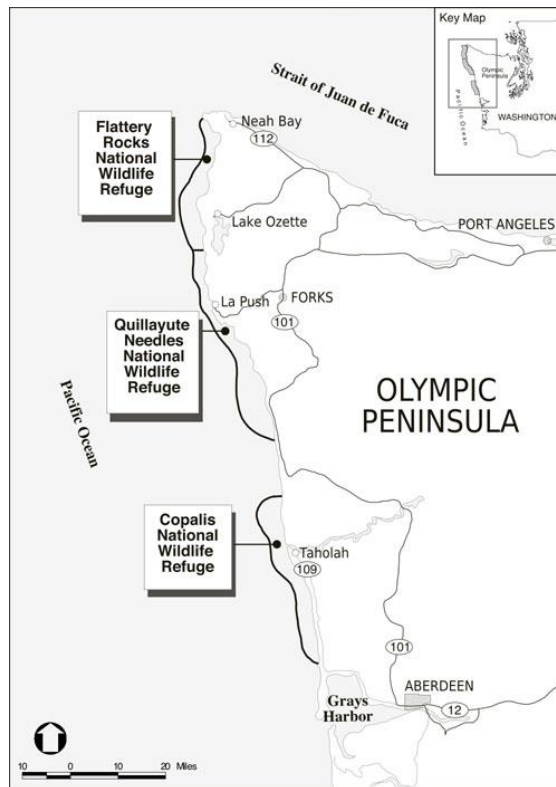 Key Map
Olympic
Peninsula
Pacific Ocean
WASHINGTON
Strait of Juan de Fuca
Flattery
Rocks
National
Wildlife
Refuge
Neah Bay
112
Lake Ozette
PORT ANGELES
La Push
FORKS
101
Quillayute
Needles
National
Wildlife
Refuge
Pacific Ocean
OLYMPIC
PENINSULA
Copalis
National
Wildlife
Refuge
Taholah
109
101
ABERDEEN
Grays
Harbor
12
10 0 10 20 Miles